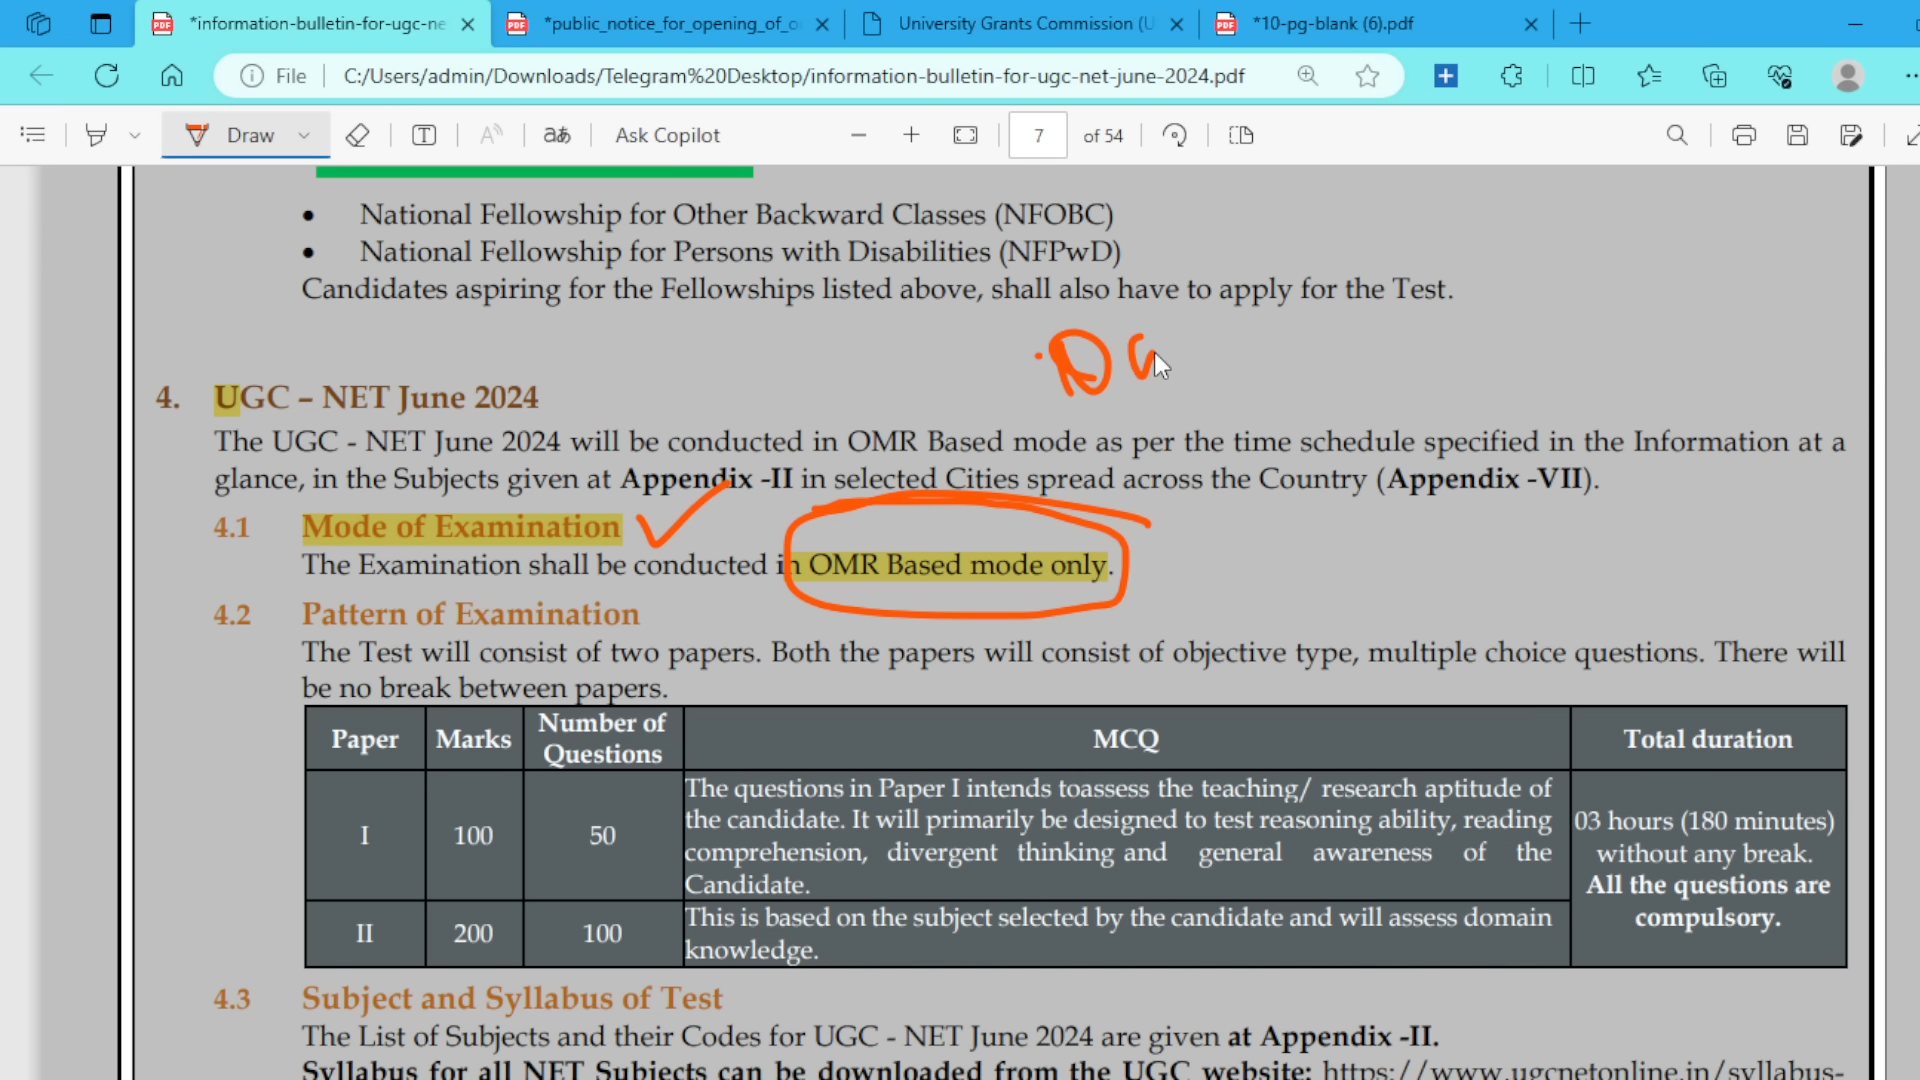 *information-bulletin-for-ugc-ne
*public_notice_for_opening_of_o
University Grants Commission (U
*10-pg-blank (6).pdf
File
C:/Users/admin/Downloads/Telegram%20Desktop/information-bulletin-for-ugc-net-june-2024.pdf
Draw
Ask Copilot
7
of 54
• National Fellowship for Other Backward Classes (NFOBC)
• National Fellowship for Persons with Disabilities (NFPwD)
Candidates aspiring for the Fellowships listed above, shall also have to apply for the Test.
4. UGC – NET June 2024
The UGC - NET June 2024 will be conducted in OMR Based mode as per the time schedule specified in the Information at a
glance, in the Subjects given at Appendix -II in selected Cities spread across the Country (Appendix -VII).
4.1 Mode of Examination
The Examination shall be conducted in OMR Based mode only.
4.2 Pattern of Examination
The Test will consist of two papers. Both the papers will consist of objective type, multiple choice questions. There will
be no break between papers.
Paper
Marks
Number of
Questions
MCQ
Total duration
I
100
50
The questions in Paper I intends toassess the teaching/ research aptitude of
the candidate. It will primarily be designed to test reasoning ability, reading
comprehension, divergent thinking and general awareness of the
Candidate.
03 hours (180 minutes)
without any break.
All the questions are
compulsory.
II
200
100
This is based on the subject selected by the candidate and will assess domain
knowledge.
4.3 Subject and Syllabus of Test
The List of Subjects and their Codes for UGC - NET June 2024 are given at Appendix -II.
Syllabus for all NET Subjects can be downloaded from the UGC website: https://www.ugcnetonline.in/syllabus-